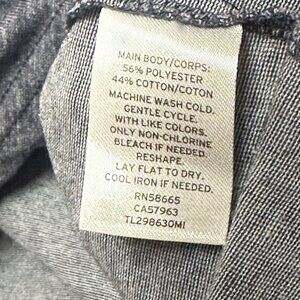 MAIN BODY/CORPS:
56% POLYESTER
44% COTTON/COTON
MACHINE WASH COLD.
GENTLE CYCLE.
WITH LIKE COLORS.
ONLY NON-CHLORINE
BLEACH IF NEEDED.
RESHAPE.
LAY FLAT TO DRY.
COOL IRON IF NEEDED.
RN58665
CA57963
TL298630MI